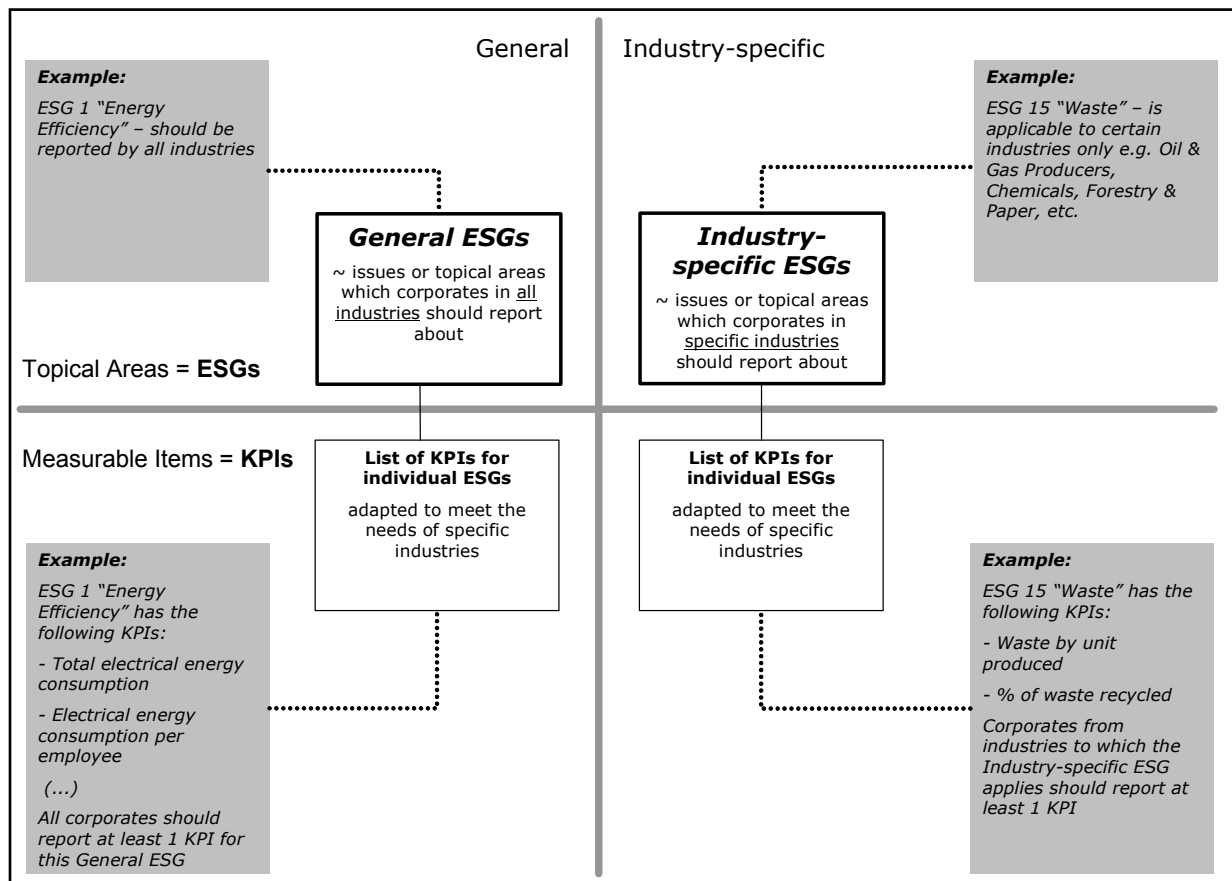 General
Industry-specific
Example:
ESG 1 “Energy
Efficiency” – should be
reported by all industries
Example:
ESG 15 “Waste” – is
applicable to certain
industries only e.g. Oil &
Gas Producers,
Chemicals, Forestry &
Paper, etc.
General ESGs
~ issues or topical areas
which corporates in all
industries should report
about
Industry-
specific ESGs
~ issues or topical areas
which corporates in
specific industries
should report about
Topical Areas = ESGs
Measurable Items = KPIs
List of KPIs for
individual ESGs
adapted to meet the
needs of specific
industries
List of KPIs for
individual ESGs
adapted to meet the
needs of specific
industries
Example:
ESG 1 “Energy
Efficiency” has the
following KPIs:
- Total electrical energy
consumption
- Electrical energy
consumption per
employee
(...)
All corporates should
report at least 1 KPI for
this General ESG
Example:
ESG 15 “Waste” has the
following KPIs:
- Waste by unit
produced
- % of waste recycled
Corporates from
industries to which the
Industry-specific ESG
applies should report at
least 1 KPI